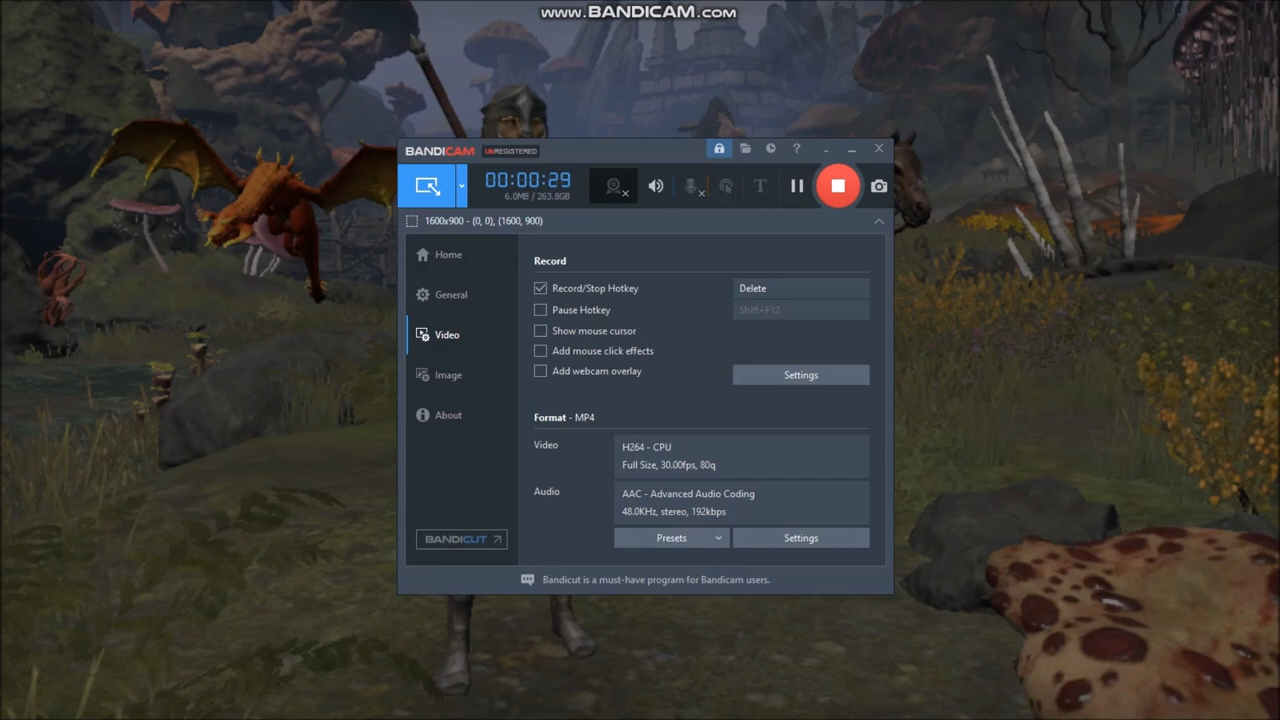 www.BANDICAM.com
BANDICAM UNREGISTERED
00:00:29
6.0MB / 263.8GB
1600x900 - (0, 0), (1600, 900)
Home
General
Video
Image
About
BANDICUT
Record
Record/Stop Hotkey Delete
Pause Hotkey Shift+F12
Show mouse cursor
Add mouse click effects
Add webcam overlay
Settings
Format - MP4
Video
H264 - CPU
Full Size, 30.00fps, 80q
Audio
AAC - Advanced Audio Coding
48.0KHz, stereo, 192kbps
Presets Settings
Bandicut is a must-have program for Bandicam users.